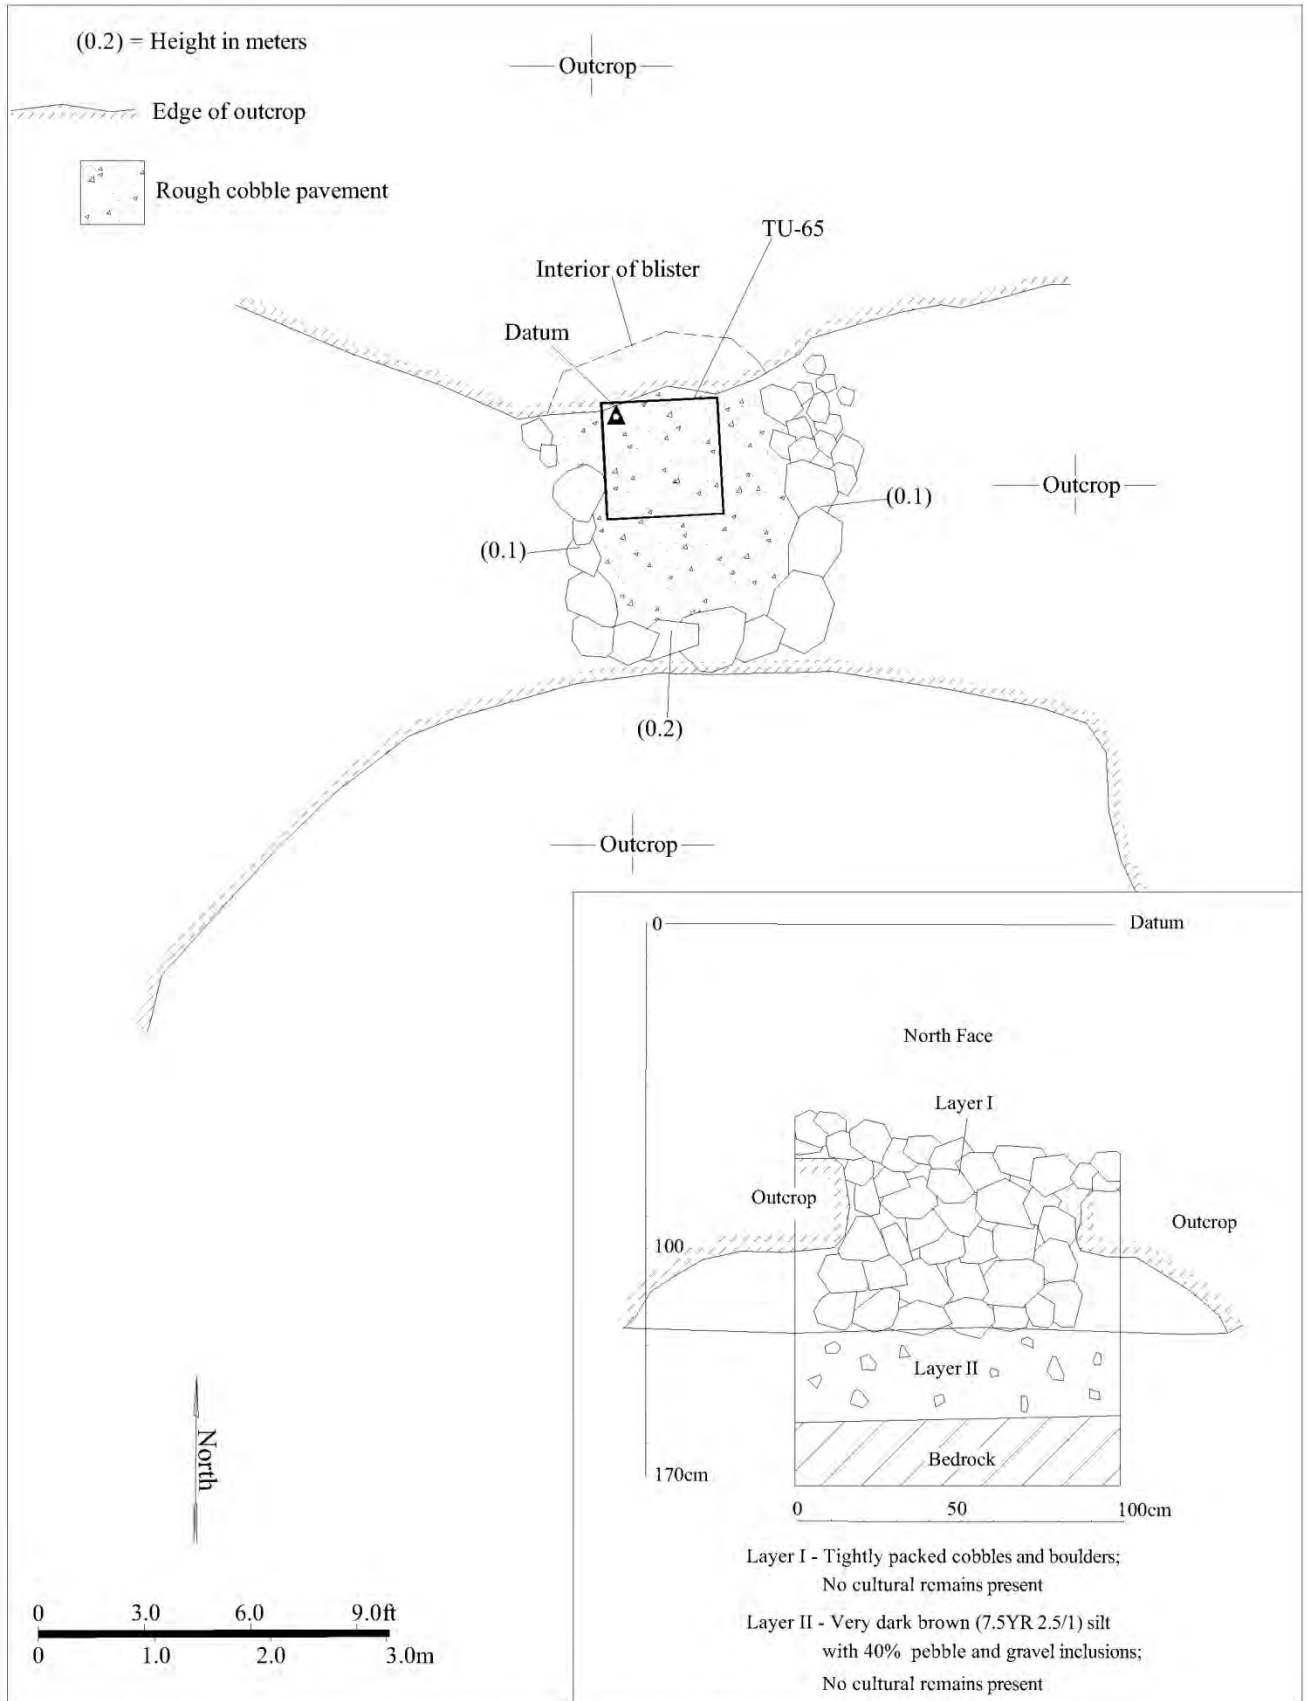 (0.2) = Height in meters
Outcrop
Edge of outcrop
Rough cobble pavement
TU-65
Interior of blister
Datum
Outcrop
(0.1)
(0.1)
(0.2)
Outcrop
0
Datum
North Face
Layer I
Outcrop
Outcrop
100
Layer II
Bedrock
170cm
0 50 100cm
Layer I - Tightly packed cobbles and boulders;
No cultural remains present
Layer II - Very dark brown (7.5YR 2.5/1) silt
with 40% pebble and gravel inclusions;
No cultural remains present
North
0 3.0 6.0 9.0ft
0 1.0 2.0 3.0m